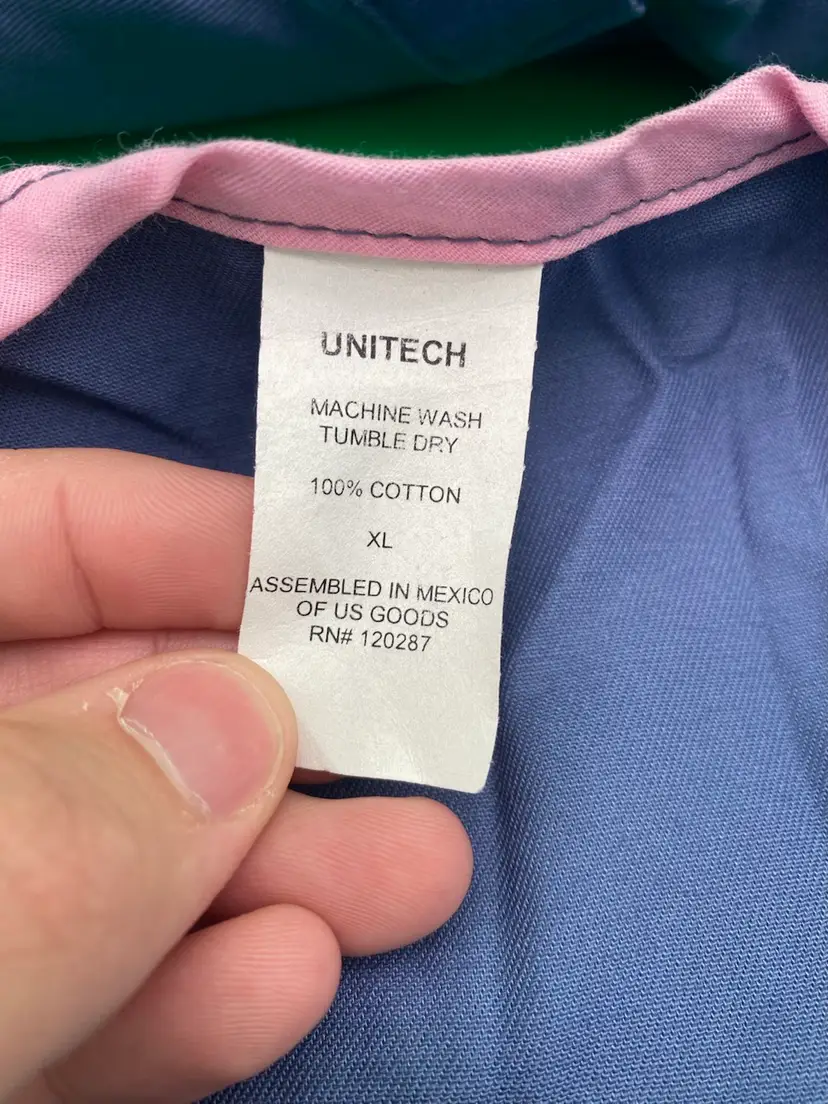 UNITECH
MACHINE WASH
TUMBLE DRY
100% COTTON
XL
ASSEMBLED IN MEXICO
OF US GOODS
RN# 120287